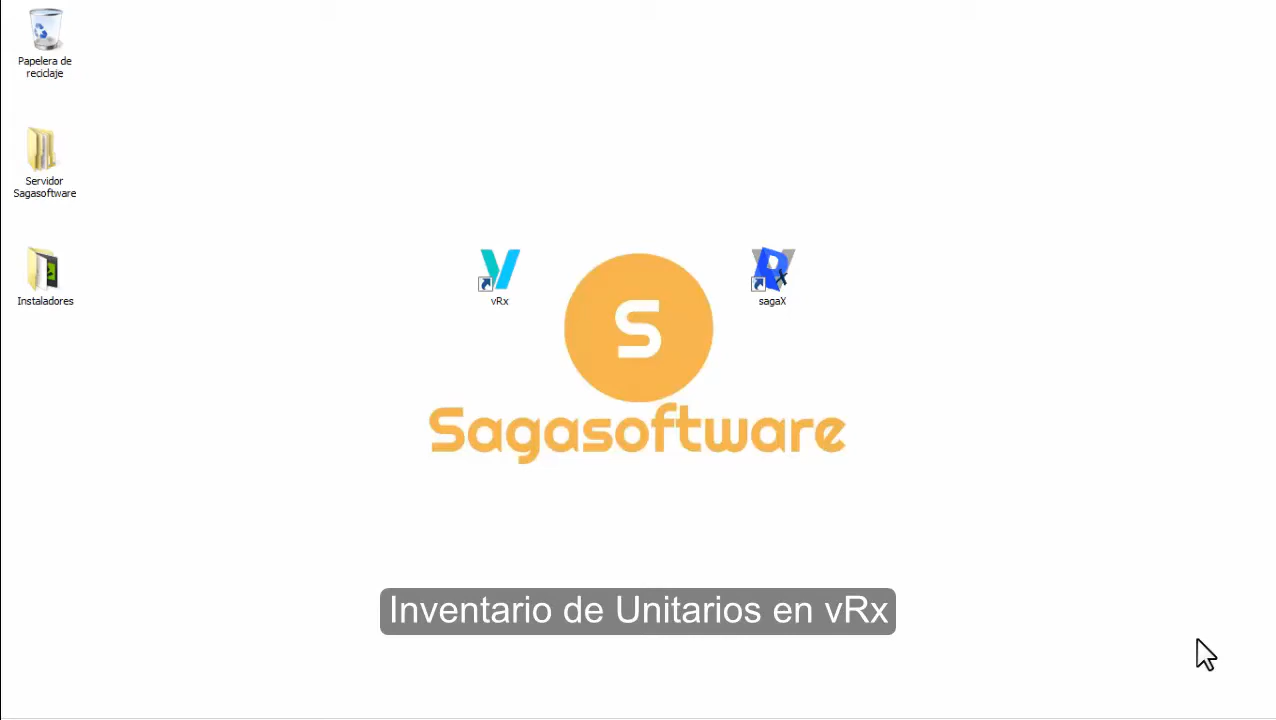 Papelera de
reciclaje
Servidor
Sagasoftware
Instaladores
vRx
sagaX
S
Sagasoftware
Inventario de Unitarios en vRx